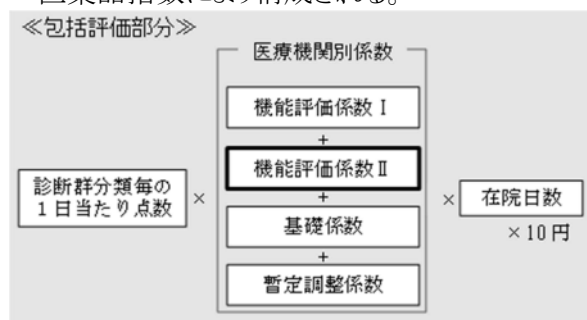 ≪包括評価部分≫
医療機関別係数
機能評価係数Ⅰ
+
機能評価係数Ⅱ
+
基礎係数
+
暫定調整係数
診断群分類毎の
1日当たり点数
×
×
在院日数
×10円